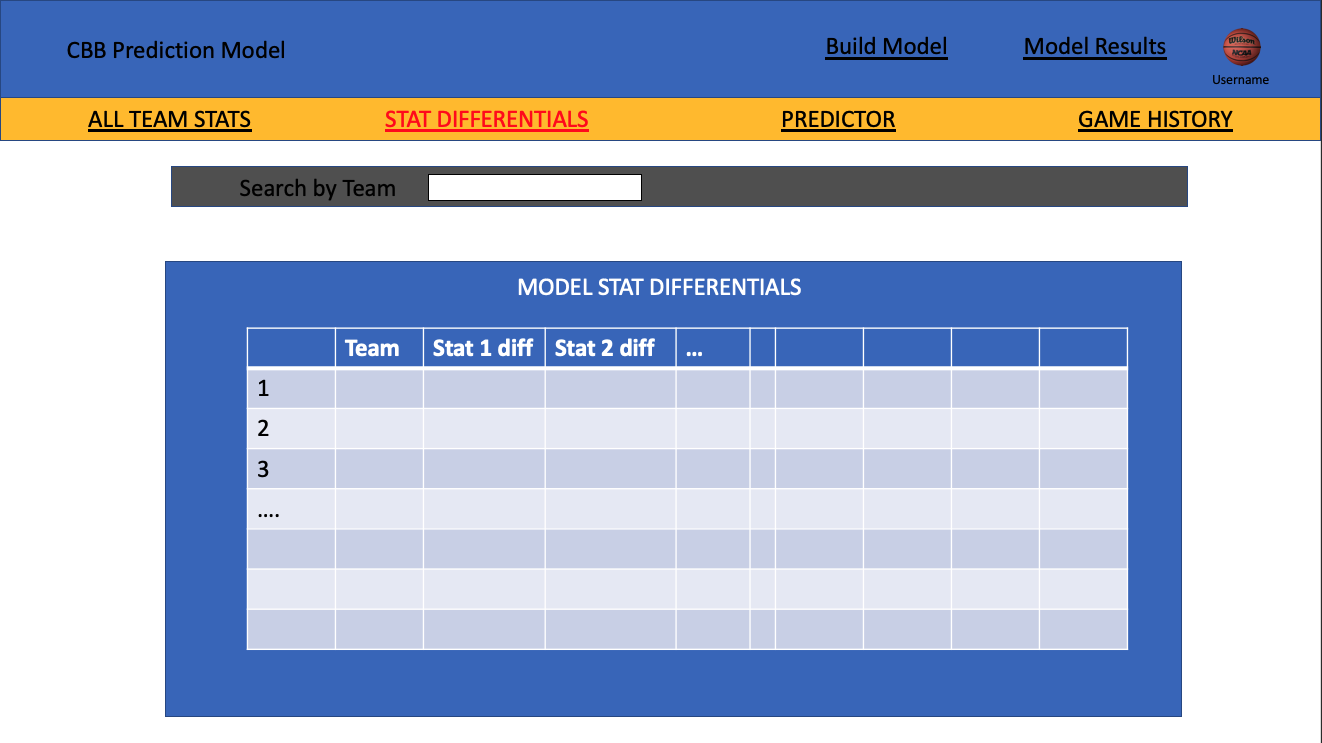 CBB Prediction Model
Build Model
Model Results
Wilson
NCAA
Username
ALL TEAM STATS
STAT DIFFERENTIALS
PREDICTOR
GAME HISTORY
Search by Team
MODEL STAT DIFFERENTIALS
Team Stat 1 diff Stat 2 diff ...
1
2
3
....